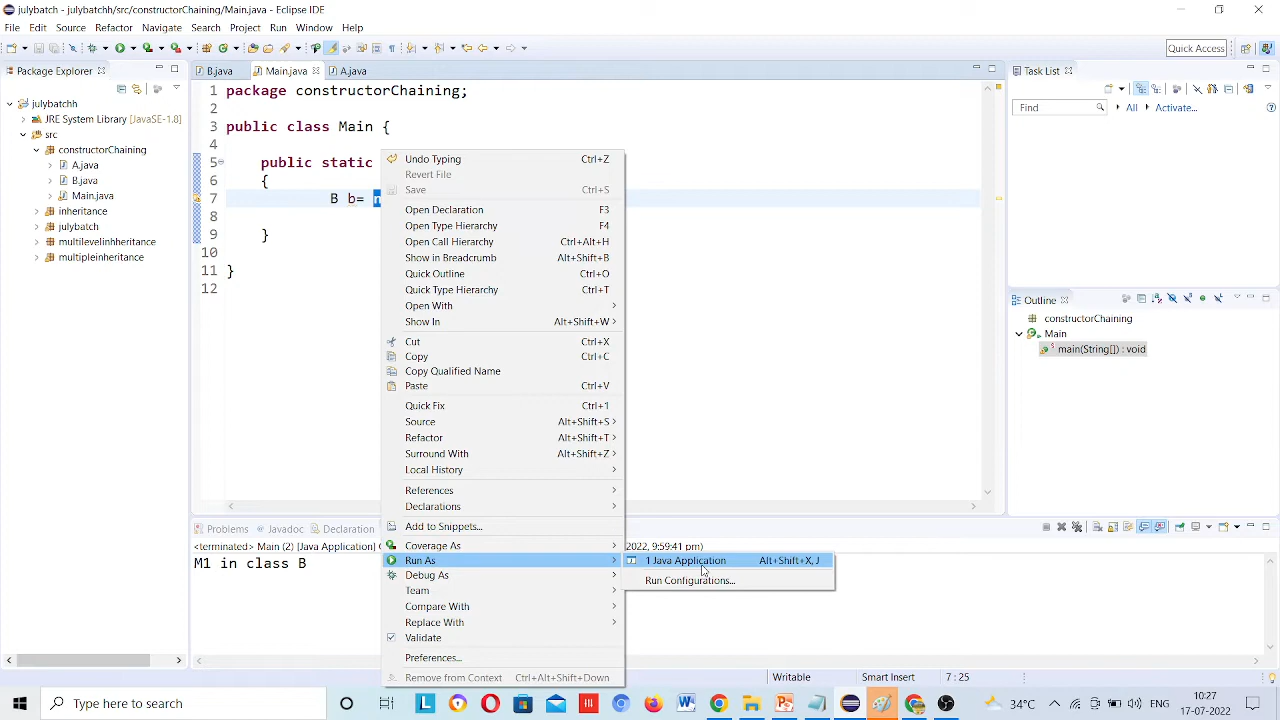 julybatch - julybatchh/src/constructorChaining/Main.java - Eclipse IDE
File Edit Source Refactor Navigate Search Project Run Window Help
Quick Access
Package Explorer
julybatchh
JRE System Library [JavaSE-1.8]
src
constructorChaining
A.java
B.java
Main.java
inheritance
julybatch
multilevelinhheritance
multipleinheritance
B.java Main.java A.java
1 package constructorChaining;
2
3 public class Main {
4
5 public static
6 {
7 B b=
8
9 }
10
11 }
12
Undo Typing Ctrl+Z
Revert File
Save Ctrl+S
Open Declaration F3
Open Type Hierarchy F4
Open Call Hierarchy Ctrl+Alt+H
Show in Breadcrumb Alt+Shift+B
Quick Outline Ctrl+O
Quick Type Hierarchy Ctrl+T
Open With
Show In Alt+Shift+W
Cut Ctrl+X
Copy Ctrl+C
Copy Qualified Name
Paste Ctrl+V
Quick Fix Ctrl+1
Source Alt+Shift+S
Refactor Alt+Shift+T
Surround With Alt+Shift+Z
Local History
References
Declarations
Add to Snippets...
Coverage As
Run As
Debug As
Team
Compare With
Replace With
Validate
Preferences...
Remove from Context Ctrl+Alt+Shift+Down
1 Java Application Alt+Shift+X, J
Run Configurations...
Task List
Find All Activate...
Outline
constructorChaining
Main
main(String[]) : void
Problems Javadoc Declaration
<terminated> Main (2) [Java Application] 2022, 9:59:41 pm)
M1 in class B
Writable Smart Insert 7 : 25
Type here to search
34°C ENG 10:27
17-07-2022